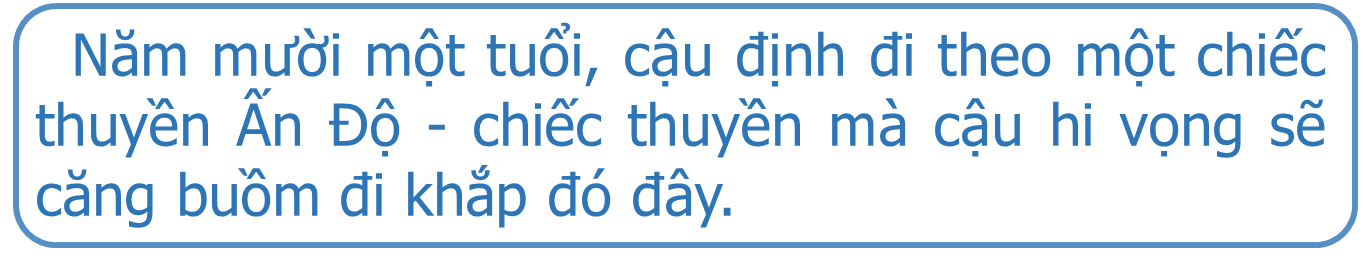 Năm mười một tuổi, cậu định đi theo một chiếc
thuyền Ấn Độ - chiếc thuyền mà cậu hi vọng sẽ
căng buồm đi khắp đó đây.